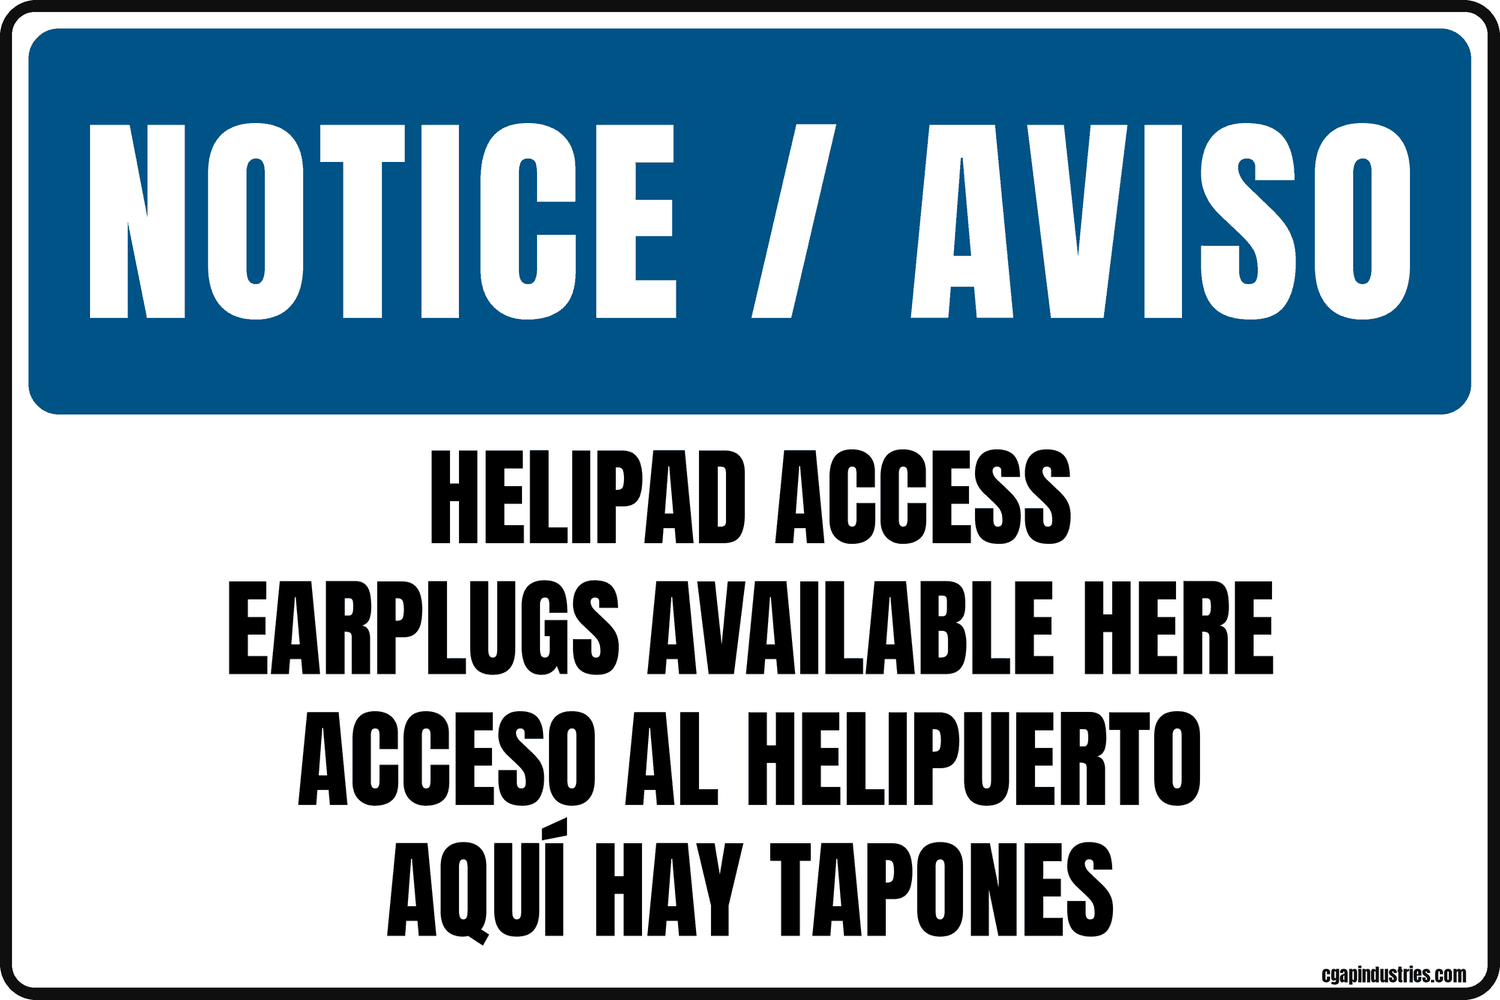 NOTICE / AVISO
HELIPAD ACCESS
EARPLUGS AVAILABLE HERE
ACCESO AL HELIPUERTO
AQUÍ HAY TAPONES
cgapindustries.com